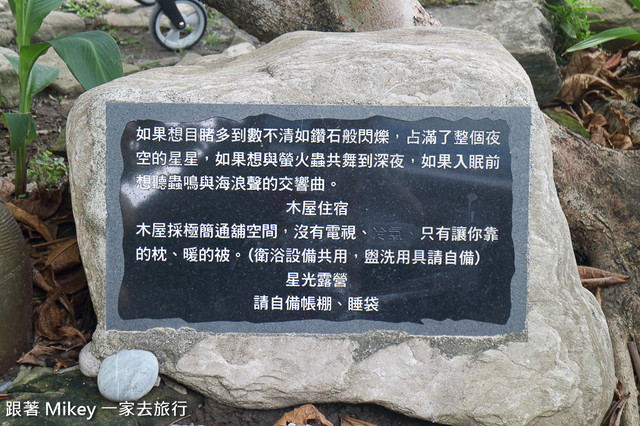 如果想目睹多到數不清如鑽石般閃爍，占滿了整個夜
空的星星，如果想與螢火蟲共舞到深夜，如果入眠前
想聽蟲鳴與海浪聲的交響曲。
木屋住宿
木屋採極簡通舖空間，沒有電視、冷氣　只有讓你靠
的枕、暖的被。（衛浴設備共用，盥洗用具請自備）
星光露營
請自備帳棚、睡袋
跟著 Mikey 一家去旅行